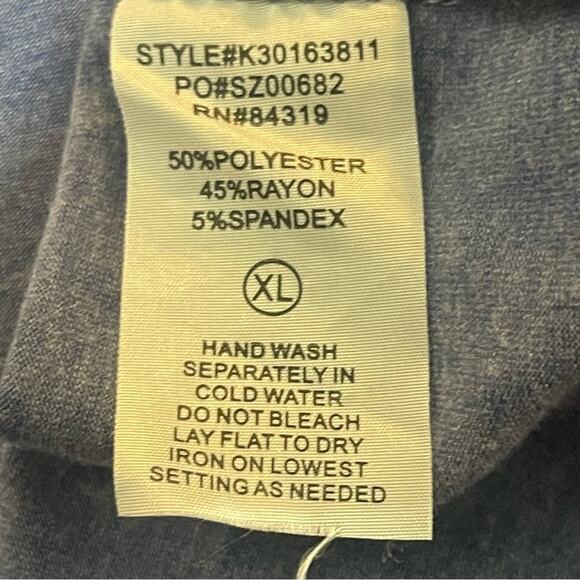 STYLE#K30163811
PO#SZ00682
RN#84319
50%POLYESTER
45%RAYON
5%SPANDEX
XL
HAND WASH
SEPARATELY IN
COLD WATER
DO NOT BLEACH
LAY FLAT TO DRY
IRON ON LOWEST
SETTING AS NEEDED